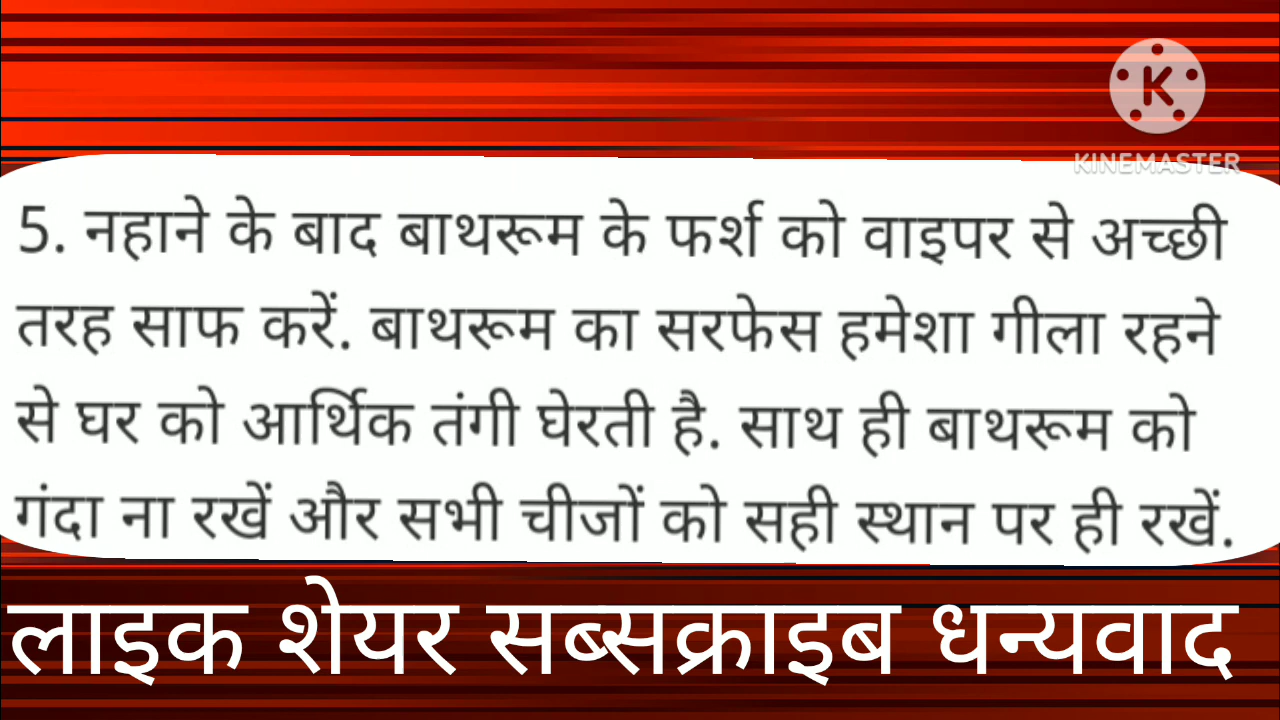 KINEMASTER
5. नहाने के बाद बाथरूम के फर्श को वाइपर से अच्छी
तरह साफ करें. बाथरूम का सरफेस हमेशा गीला रहने
से घर को आर्थिक तंगी घेरती है. साथ ही बाथरूम को
गंदा ना रखें और सभी चीजों को सही स्थान पर ही रखें.
लाइक शेयर सब्सक्राइब धन्यवाद